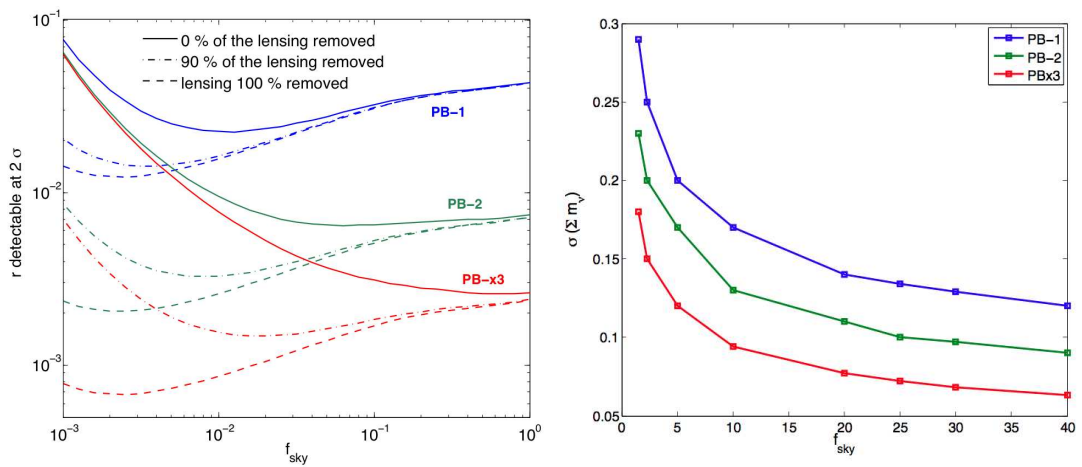 10⁻¹
10⁻²
10⁻³
r detectable at 2 σ
0 % of the lensing removed
90 % of the lensing removed
lensing 100 % removed
PB-1
PB-2
PB-x3
10⁻³
10⁻²
10⁻¹
10⁰
f_sky
0.3
0.25
0.2
0.15
0.1
0.05
σ (Σ m_ν)
PB-1
PB-2
PBx3
0
5
10
15
20
25
30
35
40
f_sky